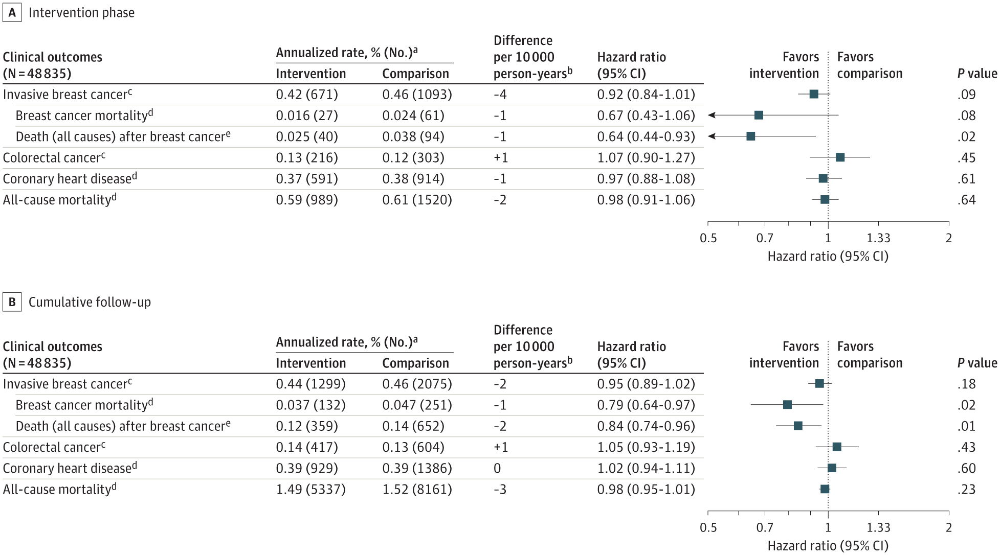 A Intervention phase
Clinical outcomes (N = 48 835) Annualized rate, % (No.)a Difference per 10 000 person-yearsb Hazard ratio (95% CI) Favors intervention Favors comparison P value
Intervention Comparison
Invasive breast cancerc 0.42 (671) 0.46 (1093) –4 0.92 (0.84-1.01) .09
Breast cancer mortalityd 0.016 (27) 0.024 (61) –1 0.67 (0.43-1.06) .08
Death (all causes) after breast cancere 0.025 (40) 0.038 (94) –1 0.64 (0.44-0.93) .02
Colorectal cancerc 0.13 (216) 0.12 (303) +1 1.07 (0.90-1.27) .45
Coronary heart diseased 0.37 (591) 0.38 (914) –1 0.97 (0.88-1.08) .61
All-cause mortalityd 0.59 (989) 0.61 (1520) –2 0.98 (0.91-1.06) .64
0.5 0.7 1 1.33 2
Hazard ratio (95% CI)
B Cumulative follow-up
Clinical outcomes (N = 48 835) Annualized rate, % (No.)a Difference per 10 000 person-yearsb Hazard ratio (95% CI) Favors intervention Favors comparison P value
Intervention Comparison
Invasive breast cancerc 0.44 (1299) 0.46 (2075) –2 0.95 (0.89-1.02) .18
Breast cancer mortalityd 0.037 (132) 0.047 (251) –1 0.79 (0.64-0.97) .02
Death (all causes) after breast cancere 0.12 (359) 0.14 (652) –2 0.84 (0.74-0.96) .01
Colorectal cancerc 0.14 (417) 0.13 (604) +1 1.05 (0.93-1.19) .43
Coronary heart diseased 0.39 (929) 0.39 (1386) 0 1.02 (0.94-1.11) .60
All-cause mortalityd 1.49 (5337) 1.52 (8161) –3 0.98 (0.95-1.01) .23
0.5 0.7 1 1.33 2
Hazard ratio (95% CI)